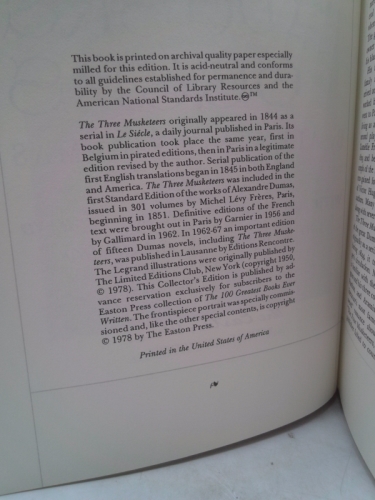 This book is printed on archival quality paper especially
milled for this edition. It is acid-neutral and conforms
to all guidelines established for permanence and dura-
bility by the Council of Library Resources and the
American National Standards Institute.♾™
The Three Musketeers originally appeared in 1844 as a
serial in Le Siécle, a daily journal published in Paris. Its
book publication took place the same year, first in
Belgium in pirated editions, then in Paris in a legitimate
edition revised by the author. Serial publication of the
first English translations began in 1845 in both England
and America. The Three Musketeers was included in the
first Standard Edition of the works of Alexandre Dumas,
issued in 301 volumes by Michel Lévy Frères, Paris,
beginning in 1851. Definitive editions of the French
text were brought out in Paris by Garnier in 1956 and
by Gallimard in 1962. In 1962-67 an important edition
of fifteen Dumas novels, including The Three Muske-
teers, was published in Lausanne by Editions Rencontre.
The Legrand illustrations were originally published by
The Limited Editions Club, New York (copyright 1950,
© 1978). This Collector's Edition is published by ad-
vance reservation exclusively for subscribers to the
Easton Press collection of The 100 Greatest Books Ever
Written. The frontispiece portrait was specially commis-
sioned and, like the other special contents, is copyright
© 1978 by The Easton Press.
Printed in the United States of America